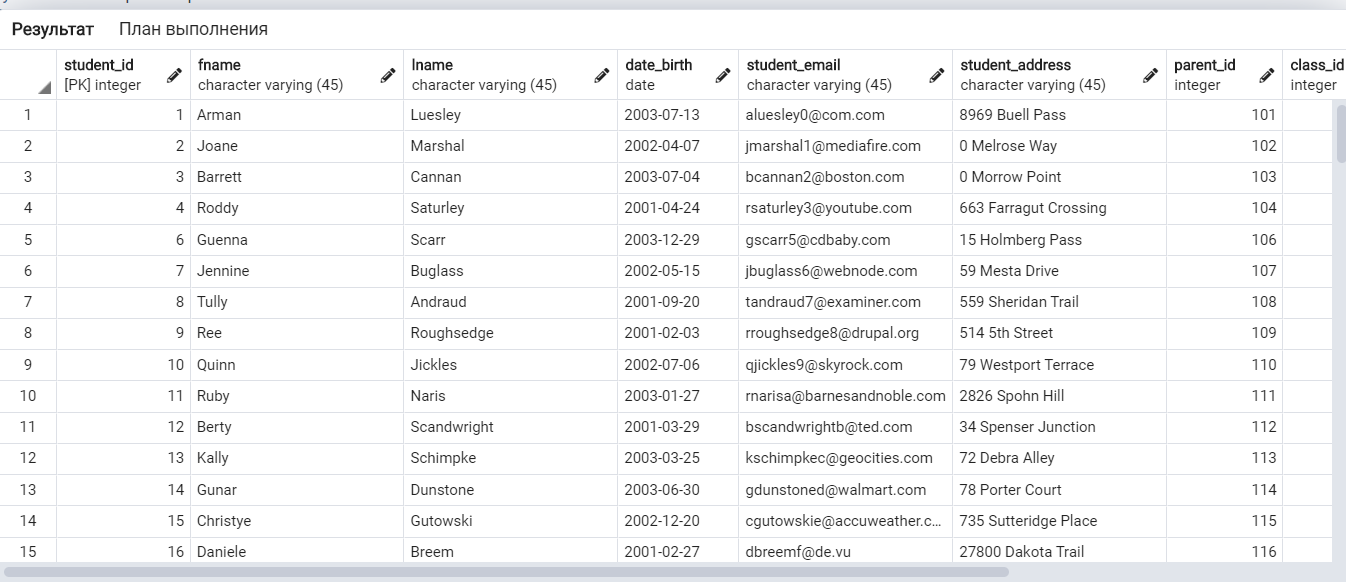 Результат План выполнения
student_id fname lname date_birth student_email student_address parent_id class_id
[PK] integer character varying (45) character varying (45) date character varying (45) character varying (45) integer integer
1 1 Arman Luesley 2003-07-13 aluesley0@com.com 8969 Buell Pass 101
2 2 Joane Marshal 2002-04-07 jmarshal1@mediafire.com 0 Melrose Way 102
3 3 Barrett Cannan 2003-07-04 bcannan2@boston.com 0 Morrow Point 103
4 4 Roddy Saturley 2001-04-24 rsaturley3@youtube.com 663 Farragut Crossing 104
5 6 Guenna Scarr 2003-12-29 gscarr5@cdbaby.com 15 Holmberg Pass 106
6 7 Jennine Buglass 2002-05-15 jbuglass6@webnode.com 59 Mesta Drive 107
7 8 Tully Andraud 2001-09-20 tandraud7@examiner.com 559 Sheridan Trail 108
8 9 Ree Roughsedge 2001-02-03 rroughsedge8@drupal.org 514 5th Street 109
9 10 Quinn Jickles 2002-07-06 qjickles9@skyrock.com 79 Westport Terrace 110
10 11 Ruby Naris 2003-01-27 rnarisa@barnesandnoble.com 2826 Spohn Hill 111
11 12 Berty Scandwright 2001-03-29 bscandwrightb@ted.com 34 Spenser Junction 112
12 13 Kally Schimpke 2003-03-25 kschimpkec@geocities.com 72 Debra Alley 113
13 14 Gunar Dunstone 2003-06-30 gdunstoned@walmart.com 78 Porter Court 114
14 15 Christye Gutowski 2002-12-20 cgutowskie@accuweather.c... 735 Sutteridge Place 115
15 16 Daniele Breem 2001-02-27 dbreemf@de.vu 27800 Dakota Trail 116